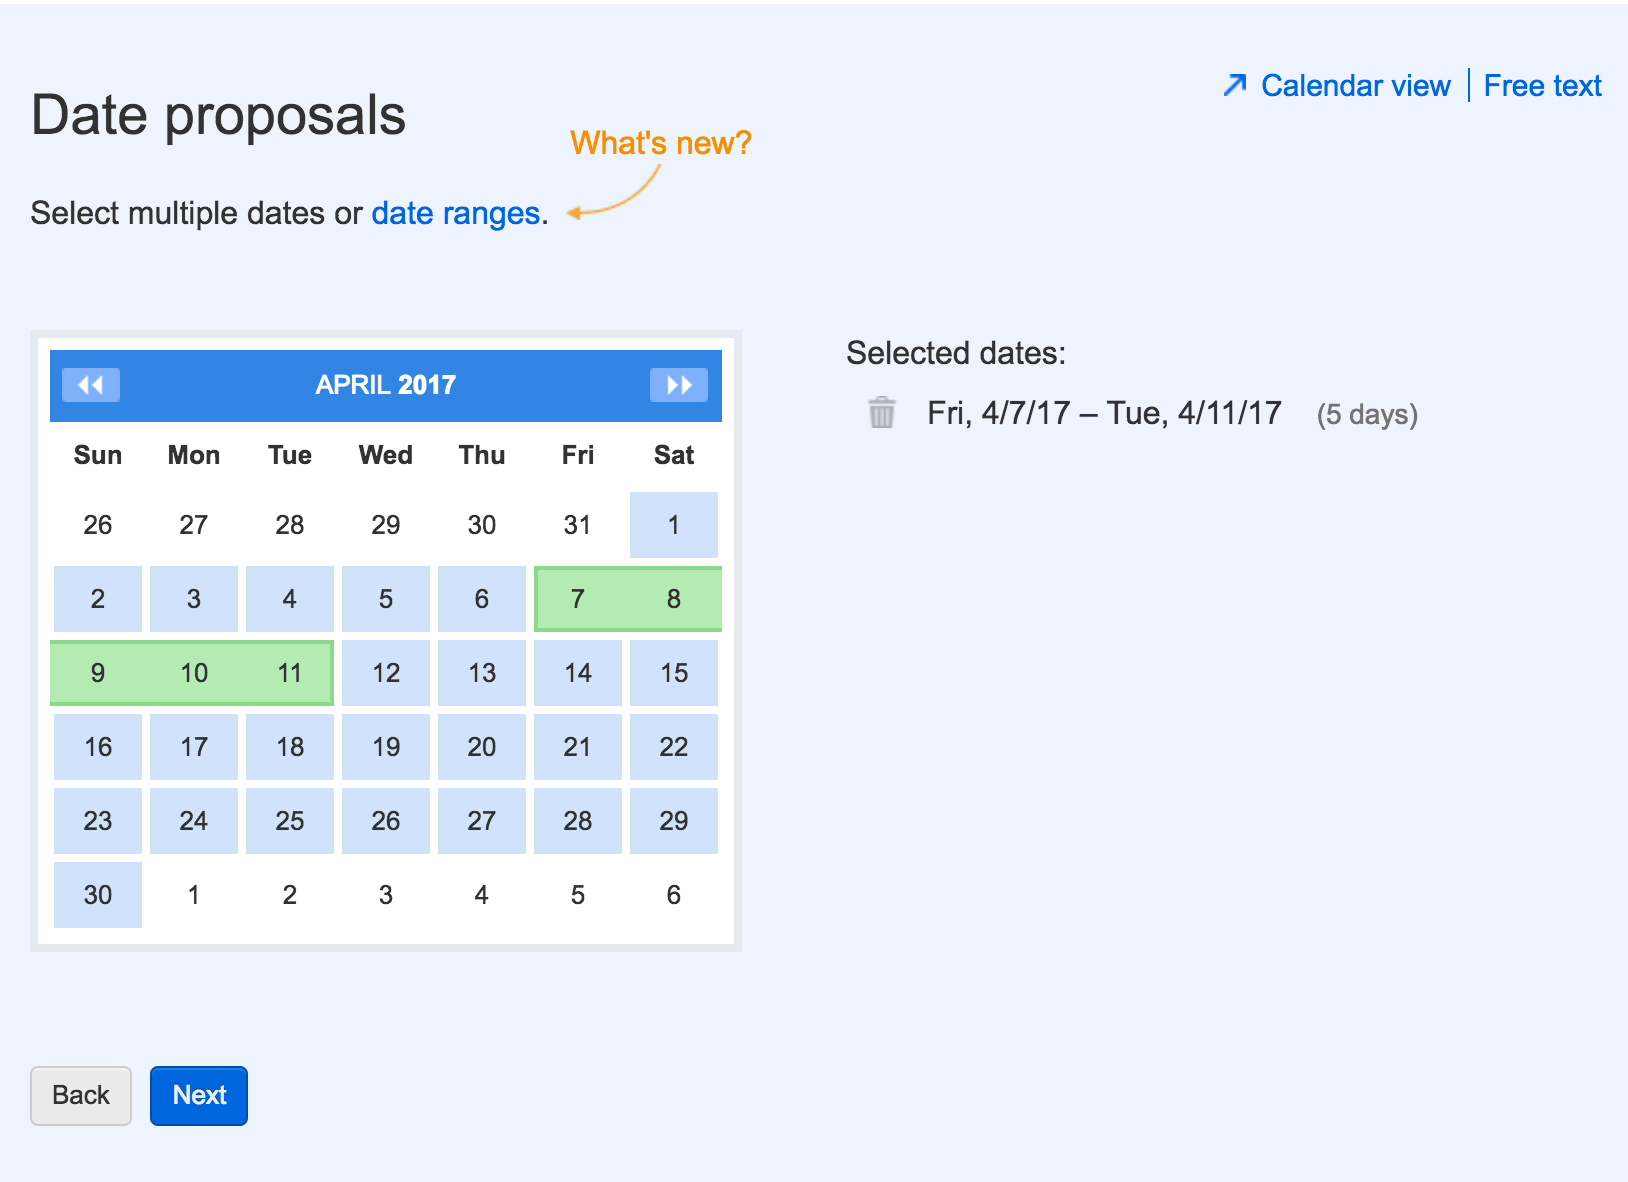 Calendar view | Free text
Date proposals
What's new?
Select multiple dates or date ranges.
APRIL 2017
Sun Mon Tue Wed Thu Fri Sat
26 27 28 29 30 31 1
2 3 4 5 6 7 8
9 10 11 12 13 14 15
16 17 18 19 20 21 22
23 24 25 26 27 28 29
30 1 2 3 4 5 6
Selected dates:
Fri, 4/7/17 – Tue, 4/11/17 (5 days)
Back Next